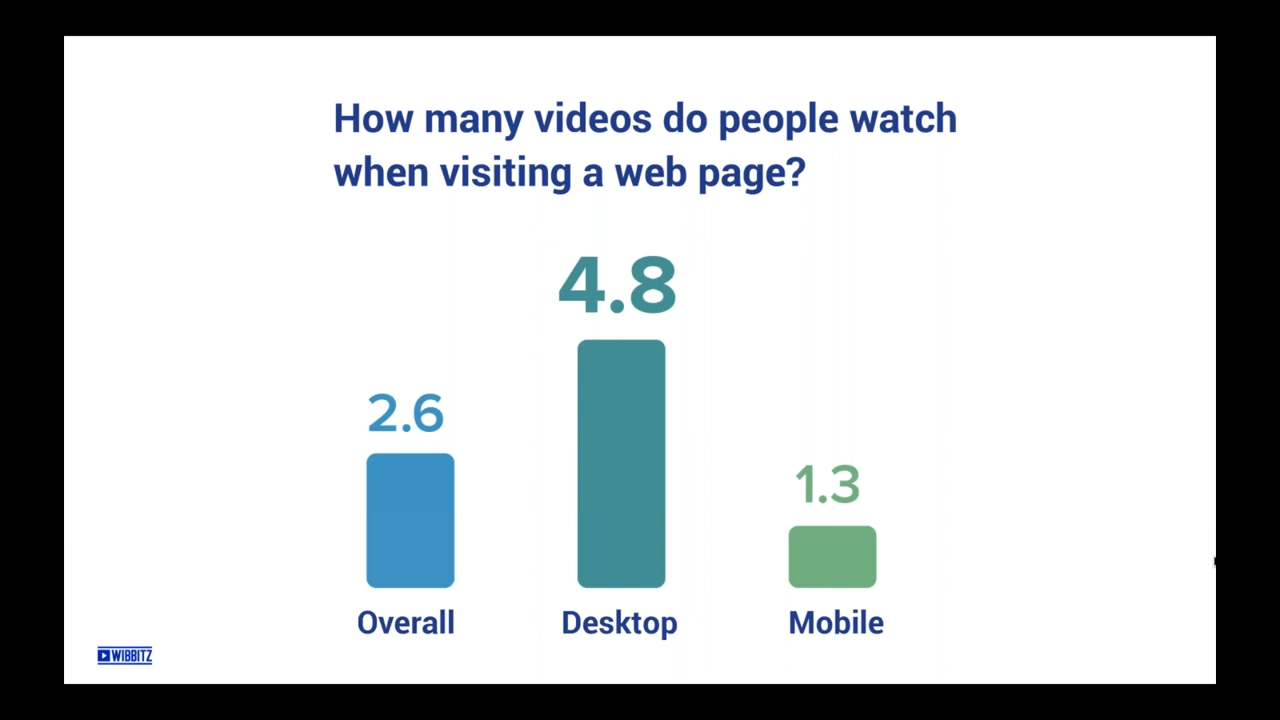 How many videos do people watch
when visiting a web page?
4.8
2.6
1.3
Overall Desktop Mobile
WIBBITZ